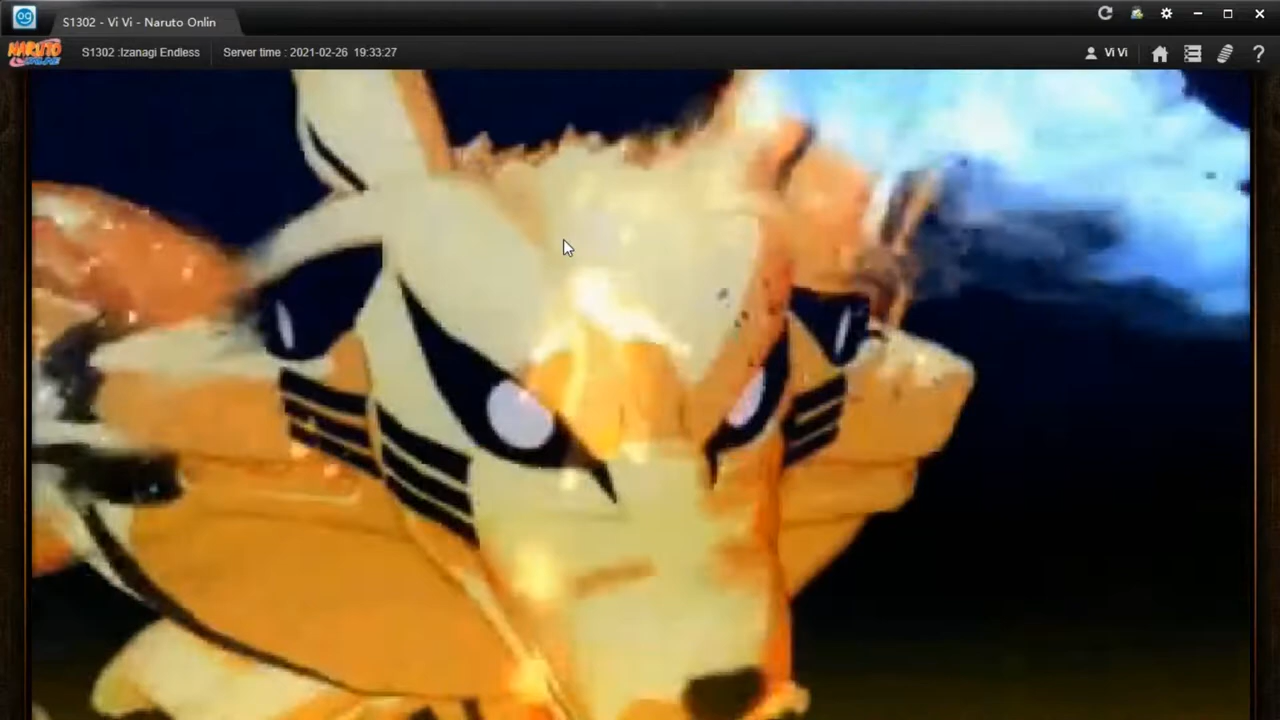 S1302 - Vi Vi - Naruto Onlin
NARUTO
ONLINE
S1302 :Izanagi Endless
Server time : 2021-02-26 19:33:27
Vi Vi
?